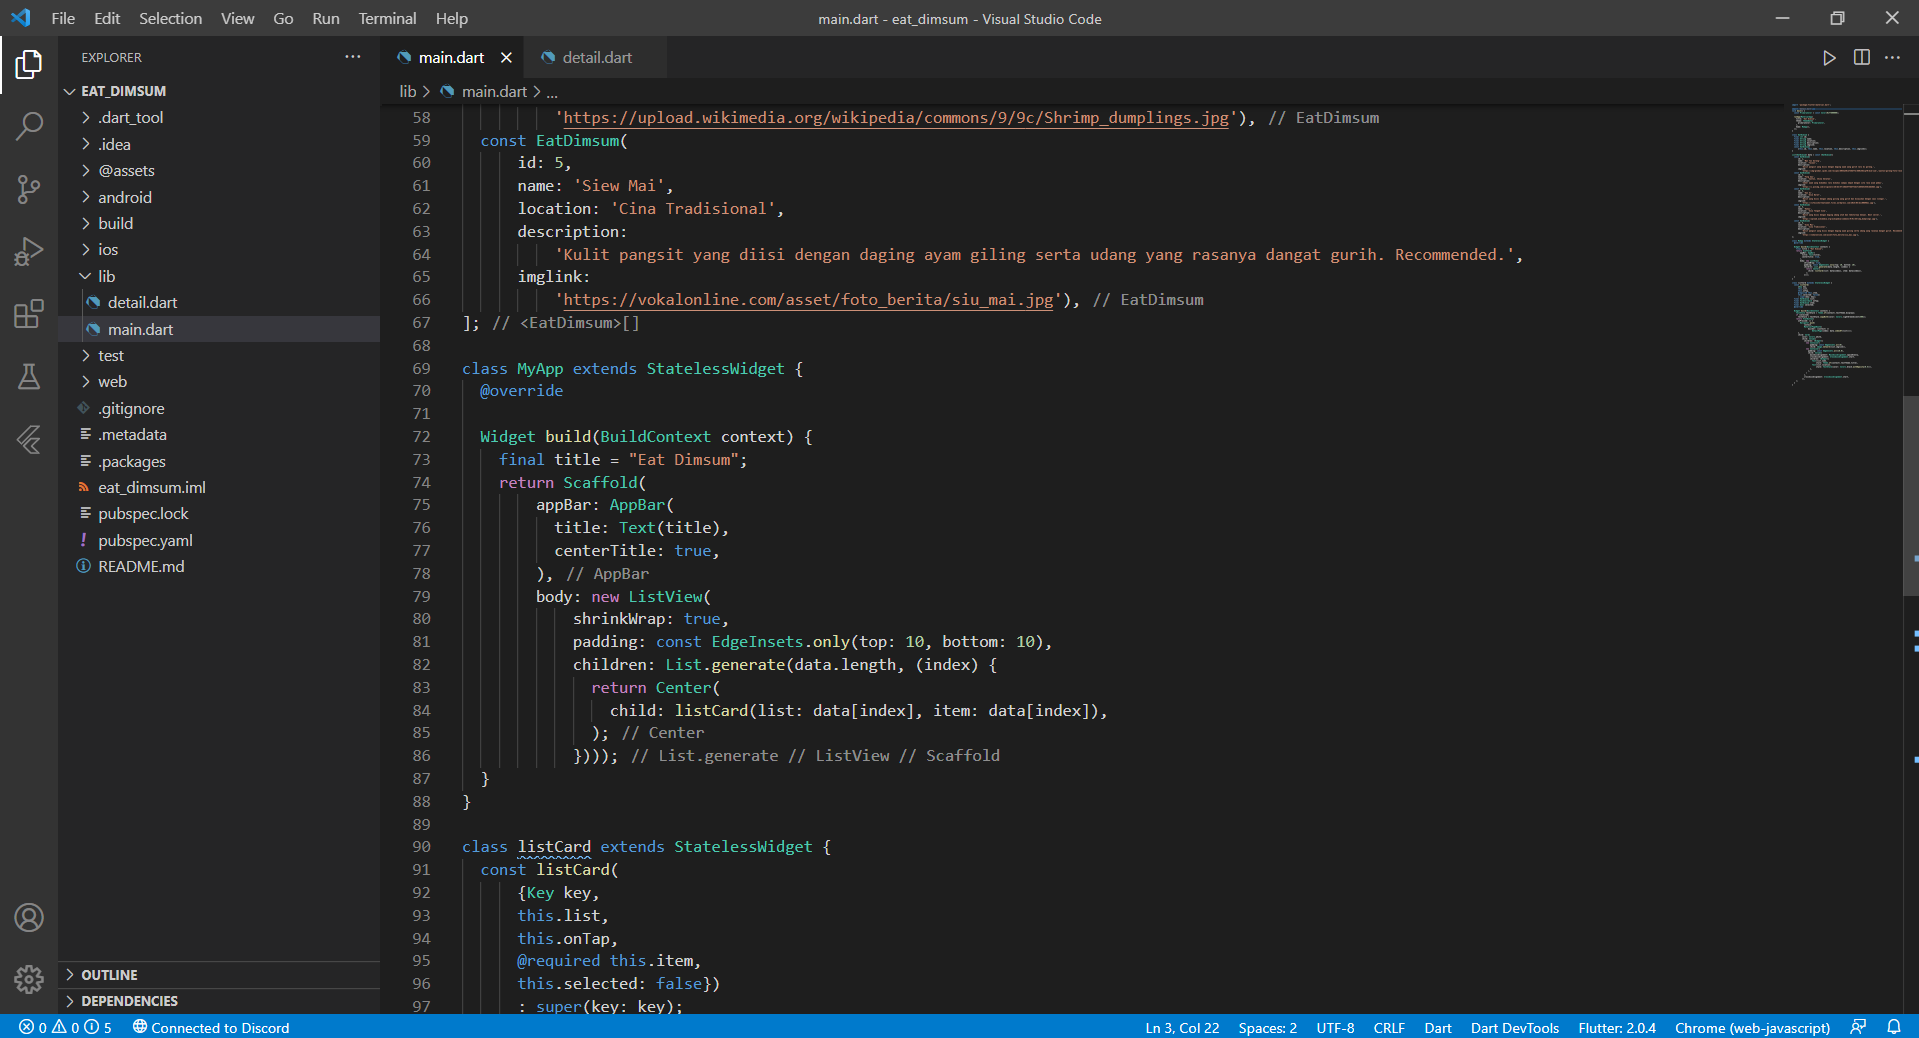 File Edit Selection View Go Run Terminal Help
main.dart - eat_dimsum - Visual Studio Code
EXPLORER
EAT_DIMSUM
.dart_tool
.idea
@assets
android
build
ios
lib
detail.dart
main.dart
test
web
.gitignore
.metadata
.packages
eat_dimsum.iml
pubspec.lock
! pubspec.yaml
README.md
OUTLINE
DEPENDENCIES
main.dart detail.dart
lib > main.dart > ...
58 'https://upload.wikimedia.org/wikipedia/commons/9/9c/Shrimp_dumplings.jpg'), // EatDimsum
59 const EatDimsum(
60 id: 5,
61 name: 'Siew Mai',
62 location: 'Cina Tradisional',
63 description:
64 'Kulit pangsit yang diisi dengan daging ayam giling serta udang yang rasanya dangat gurih. Recommended.',
65 imglink:
66 'https://vokalonline.com/asset/foto_berita/siu_mai.jpg'), // EatDimsum
67 ]; // <EatDimsum>[]
68
69 class MyApp extends StatelessWidget {
70 @override
71
72 Widget build(BuildContext context) {
73 final title = "Eat Dimsum";
74 return Scaffold(
75 appBar: AppBar(
76 title: Text(title),
77 centerTitle: true,
78 ), // AppBar
79 body: new ListView(
80 shrinkWrap: true,
81 padding: const EdgeInsets.only(top: 10, bottom: 10),
82 children: List.generate(data.length, (index) {
83 return Center(
84 child: listCard(list: data[index], item: data[index]),
85 ); // Center
86 }))); // List.generate // ListView // Scaffold
87 }
88 }
89
90 class listCard extends StatelessWidget {
91 const listCard(
92 {Key key,
93 this.list,
94 this.onTap,
95 @required this.item,
96 this.selected: false})
97 : super(key: key);
0 0 5 Connected to Discord
Ln 3, Col 22 Spaces: 2 UTF-8 CRLF Dart Dart DevTools Flutter: 2.0.4 Chrome (web-javascript)